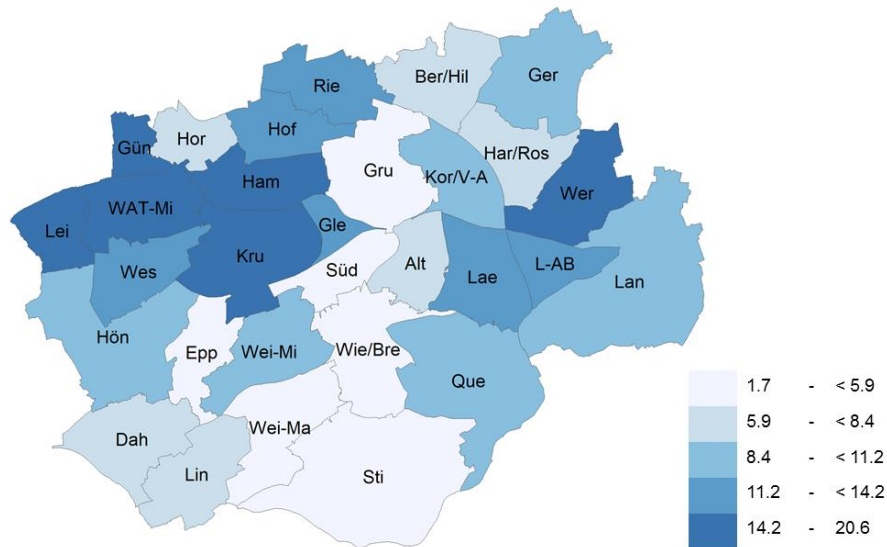 Ber/Hil
Ger
Rie
Hof
Hor
Gün
Har/Ros
Gru
Kor/V-A
Ham
Wer
WAT-Mi
Lei
Gle
Kru
Wes
Süd
Alt
Lae
L-AB
Lan
Hön
Epp
Wei-Mi
Wie/Bre
Que
Wei-Ma
Dah
Lin
Sti
1.7 - < 5.9
5.9 - < 8.4
8.4 - < 11.2
11.2 - < 14.2
14.2 - 20.6